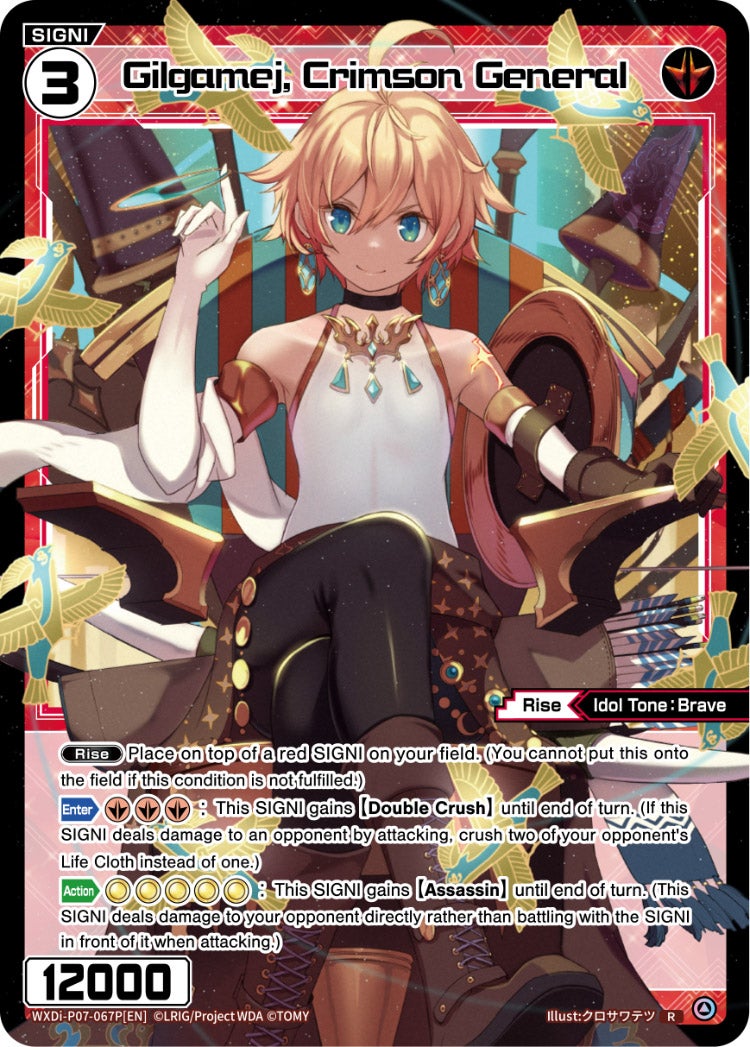 SIGNI
3 Gilgamej, Crimson General
Rise Idol Tone:Brave
Rise Place on top of a red SIGNI on your field. (You cannot put this onto
the field if this condition is not fulfilled.)
Enter : This SIGNI gains【Double Crush】until end of turn. (If this
SIGNI deals damage to an opponent by attacking, crush two of your opponent's
Life Cloth instead of one.)
Action : This SIGNI gains【Assassin】until end of turn. (This
SIGNI deals damage to your opponent directly rather than battling with the SIGNI
in front of it when attacking.)
12000
WXDi-P07-067P[EN] ©LRIG/Project WDA ©TOMY Illust:クロサワテツ R